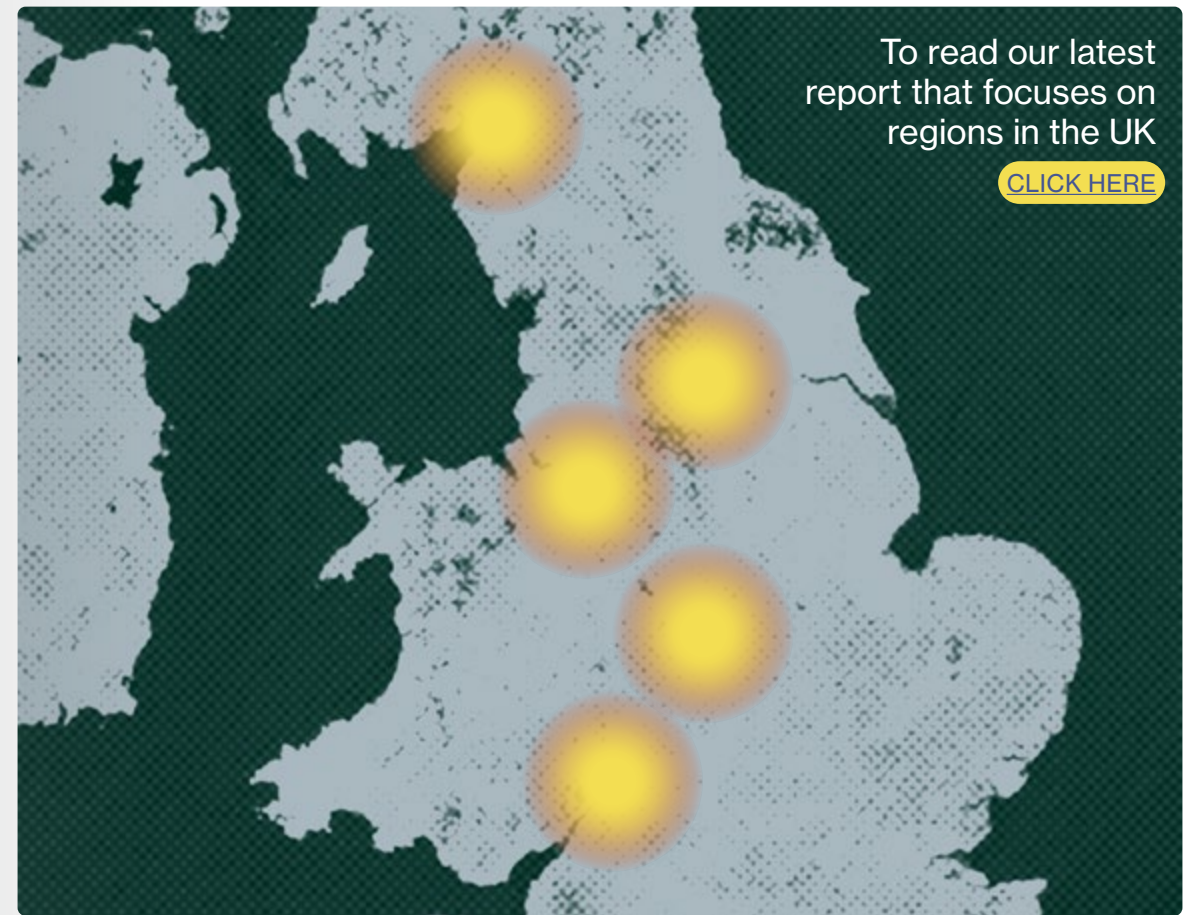 To read our latest
report that focuses on
regions in the UK
CLICK HERE